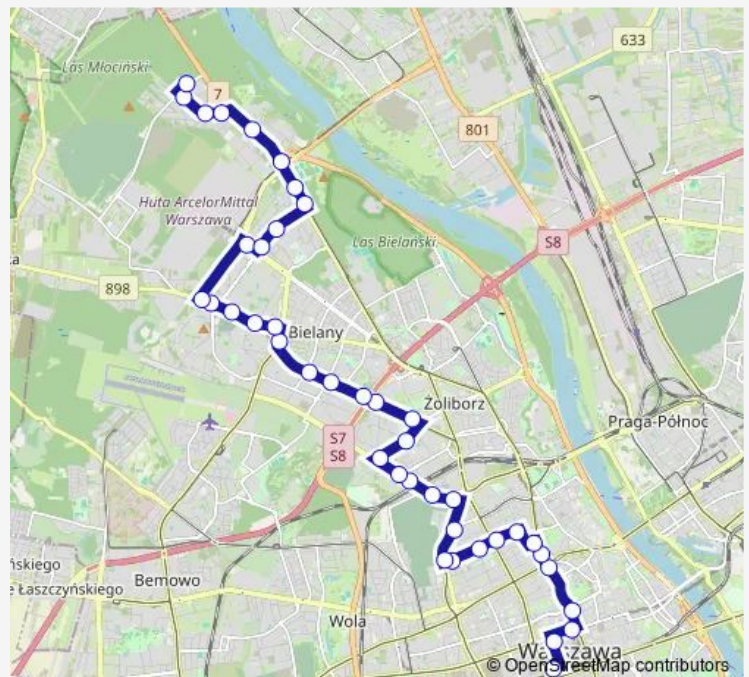 Las Młociński
633
7
801
Huta ArcelorMittal
Warszawa
Las Bielański
S8
898
Bielany
Żoliborz
Praga-Północ
S7
S8
ńskiego
e Łaszczyńskiego
Bemowo
Wola
Warszawa
© OpenStreetMap contributors